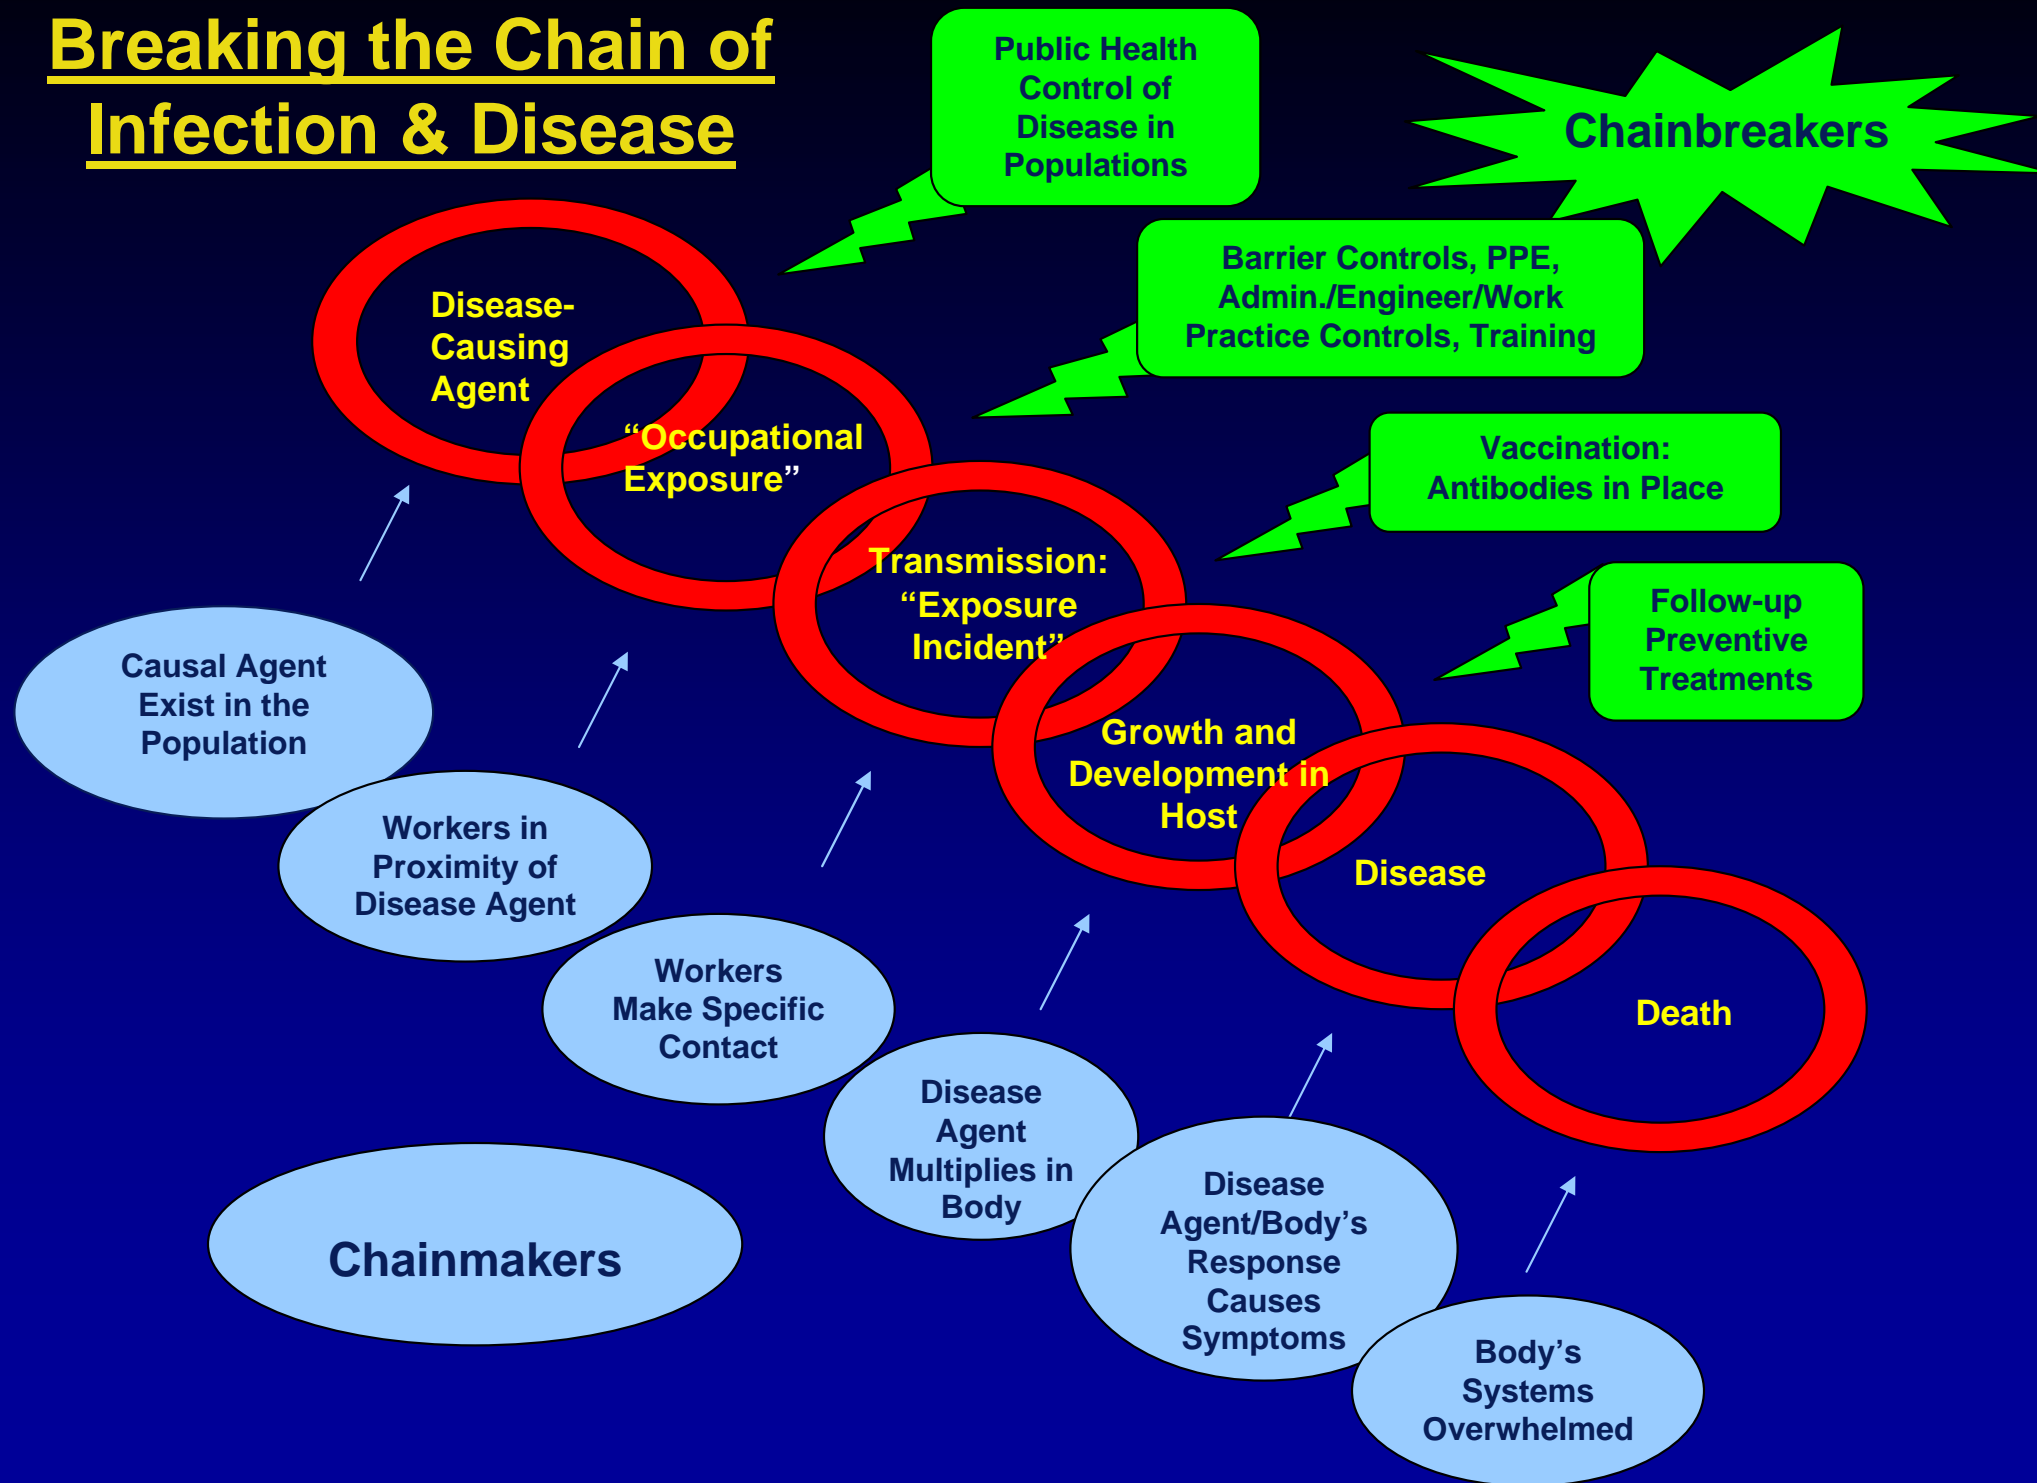 Breaking the Chain of
Infection & Disease
Public Health
Control of
Disease in
Populations
Chainbreakers
Barrier Controls, PPE,
Admin./Engineer/Work
Practice Controls, Training
Vaccination:
Antibodies in Place
Follow-up
Preventive
Treatments
Disease-
Causing
Agent
“Occupational
Exposure”
Transmission:
“Exposure
Incident”
Growth and
Development in
Host
Disease
Death
Causal Agent
Exist in the
Population
Workers in
Proximity of
Disease Agent
Workers
Make Specific
Contact
Disease
Agent
Multiplies in
Body
Disease
Agent/Body’s
Response
Causes
Symptoms
Body’s
Systems
Overwhelmed
Chainmakers